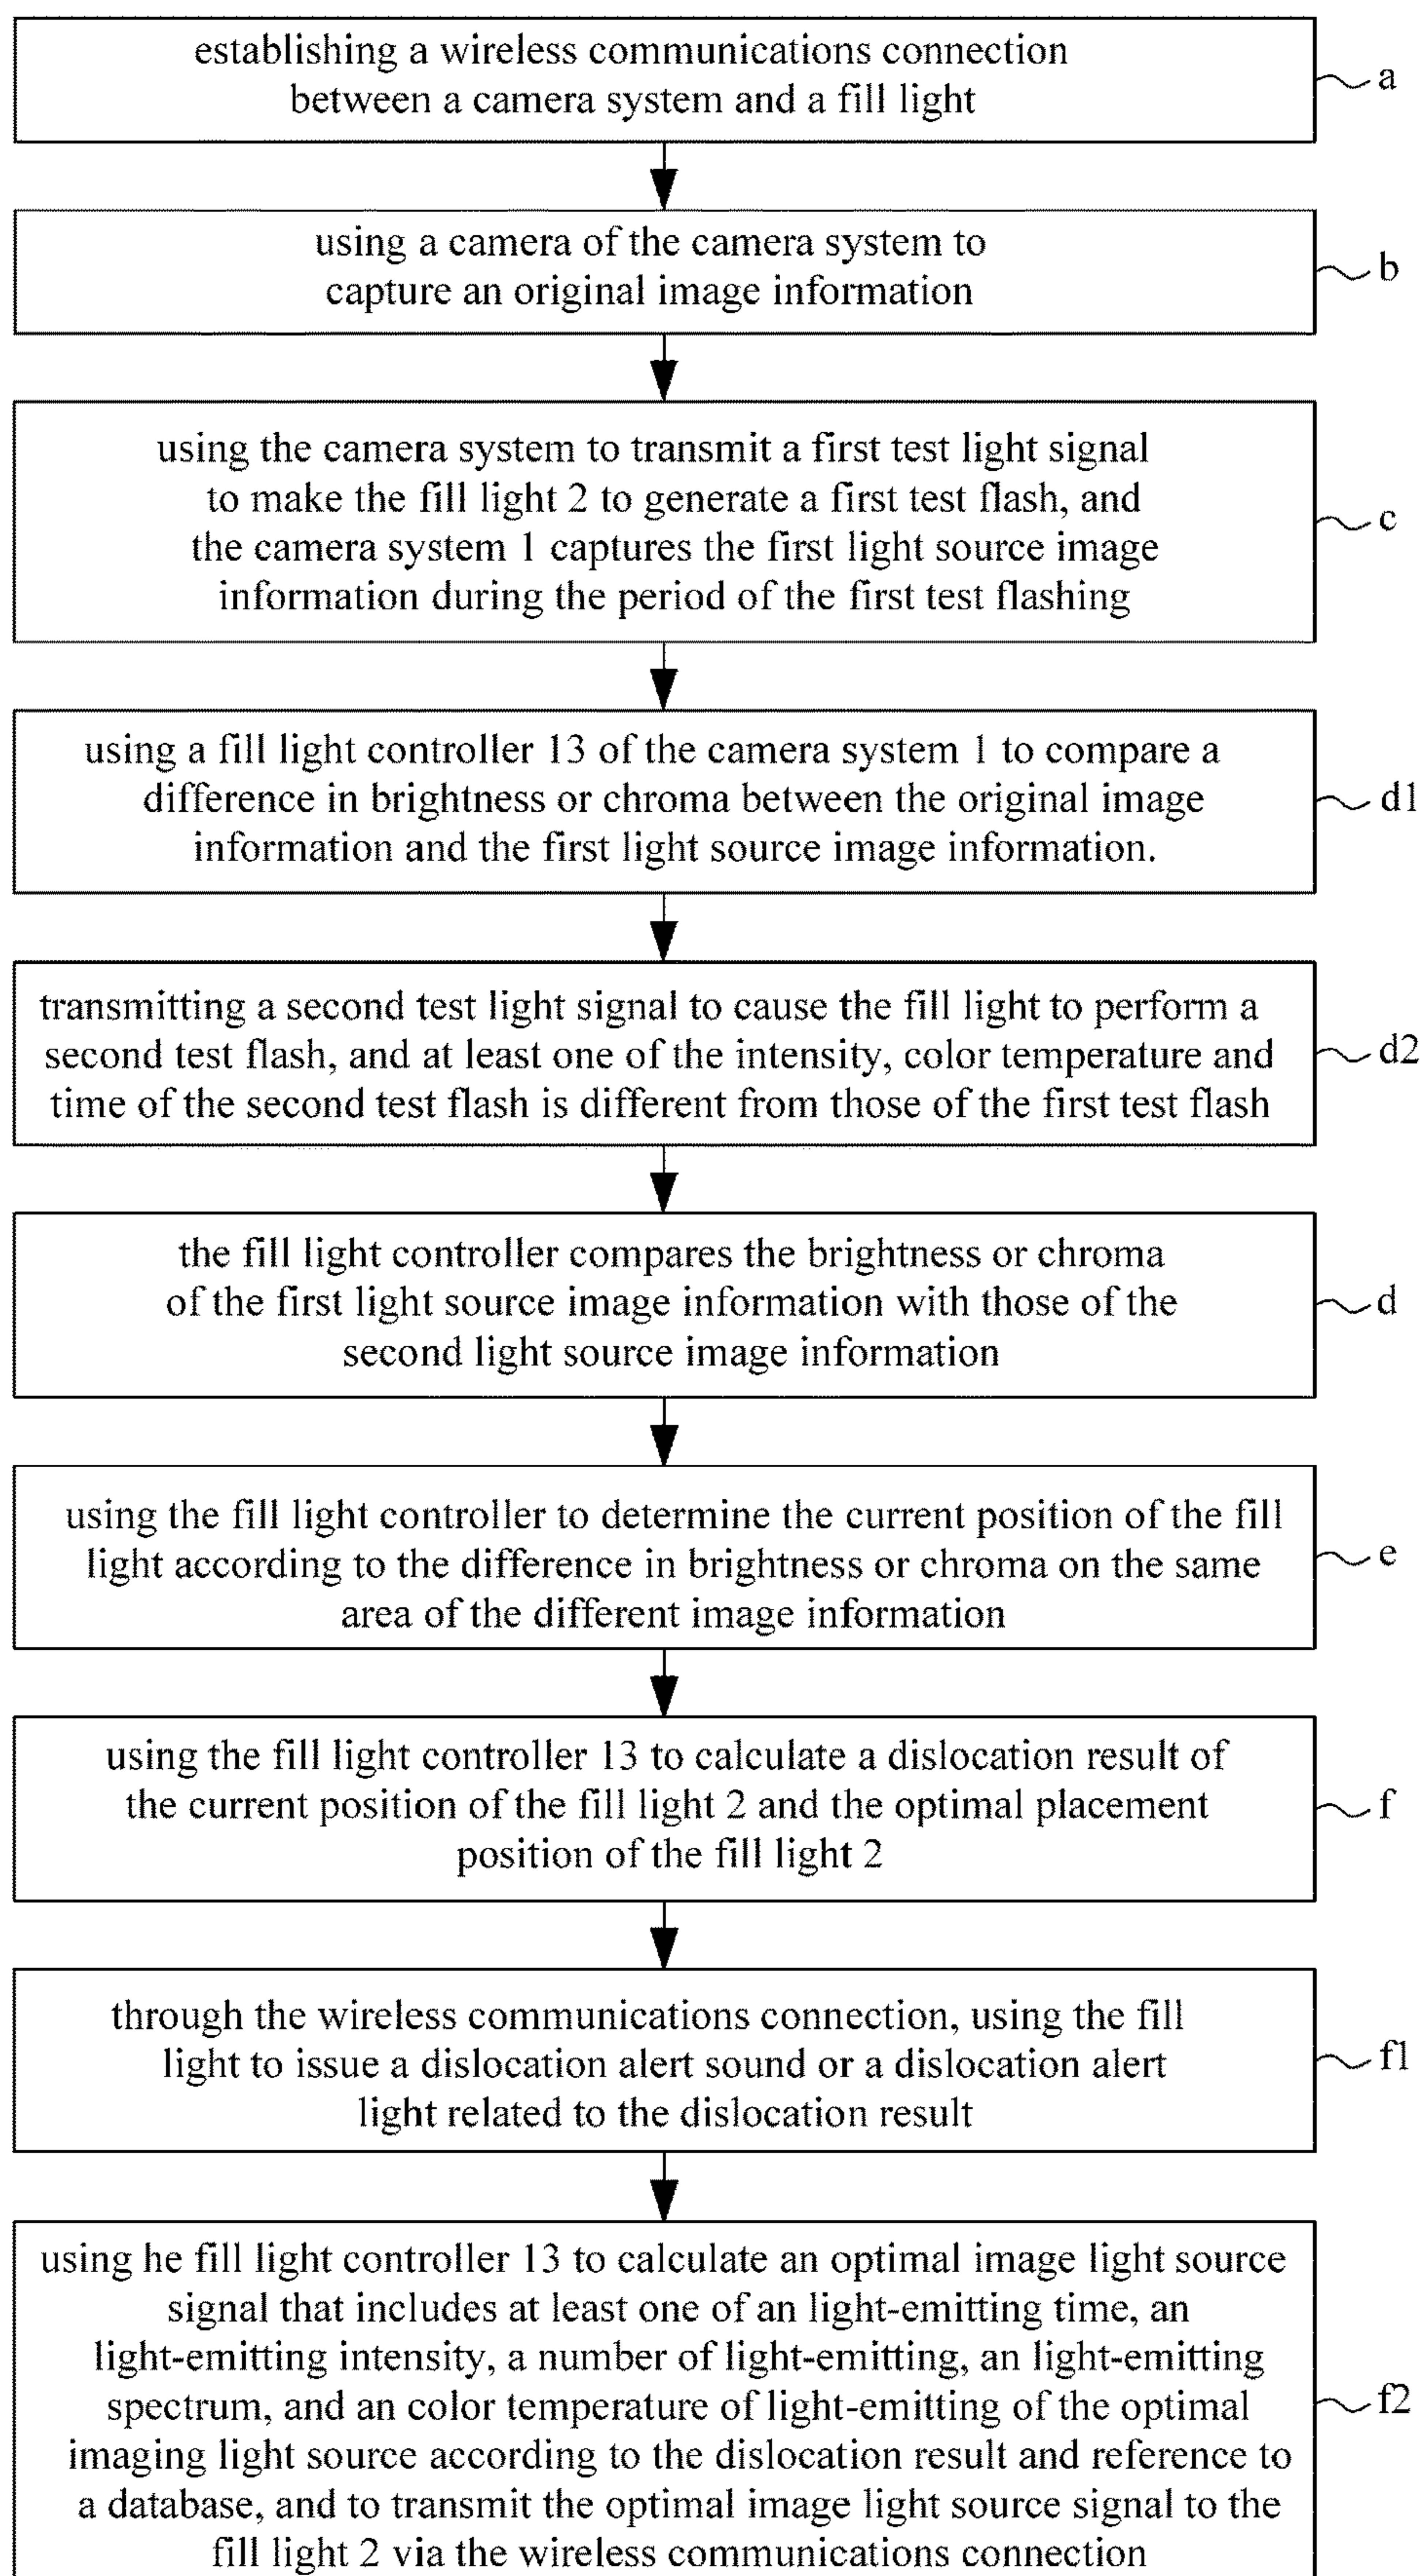 establishing a wireless communications connection
between a camera system and a fill light
a
using a camera of the camera system to
capture an original image information
b
using the camera system to transmit a first test light signal
to make the fill light 2 to generate a first test flash, and
the camera system 1 captures the first light source image
information during the period of the first test flashing
c
using a fill light controller 13 of the camera system 1 to compare a
difference in brightness or chroma between the original image
information and the first light source image information.
d1
transmitting a second test light signal to cause the fill light to perform a
second test flash, and at least one of the intensity, color temperature and
time of the second test flash is different from those of the first test flash
d2
the fill light controller compares the brightness or chroma
of the first light source image information with those of the
second light source image information
d
using the fill light controller to determine the current position of the fill
light according to the difference in brightness or chroma on the same
area of the different image information
e
using the fill light controller 13 to calculate a dislocation result of
the current position of the fill light 2 and the optimal placement
position of the fill light 2
f
through the wireless communications connection, using the fill
light to issue a dislocation alert sound or a dislocation alert
light related to the dislocation result
f1
using he fill light controller 13 to calculate an optimal image light source
signal that includes at least one of an light-emitting time, an
light-emitting intensity, a number of light-emitting, an light-emitting
spectrum, and an color temperature of light-emitting of the optimal
imaging light source according to the dislocation result and reference to
a database, and to transmit the optimal image light source signal to the
fill light 2 via the wireless communications connection
f2